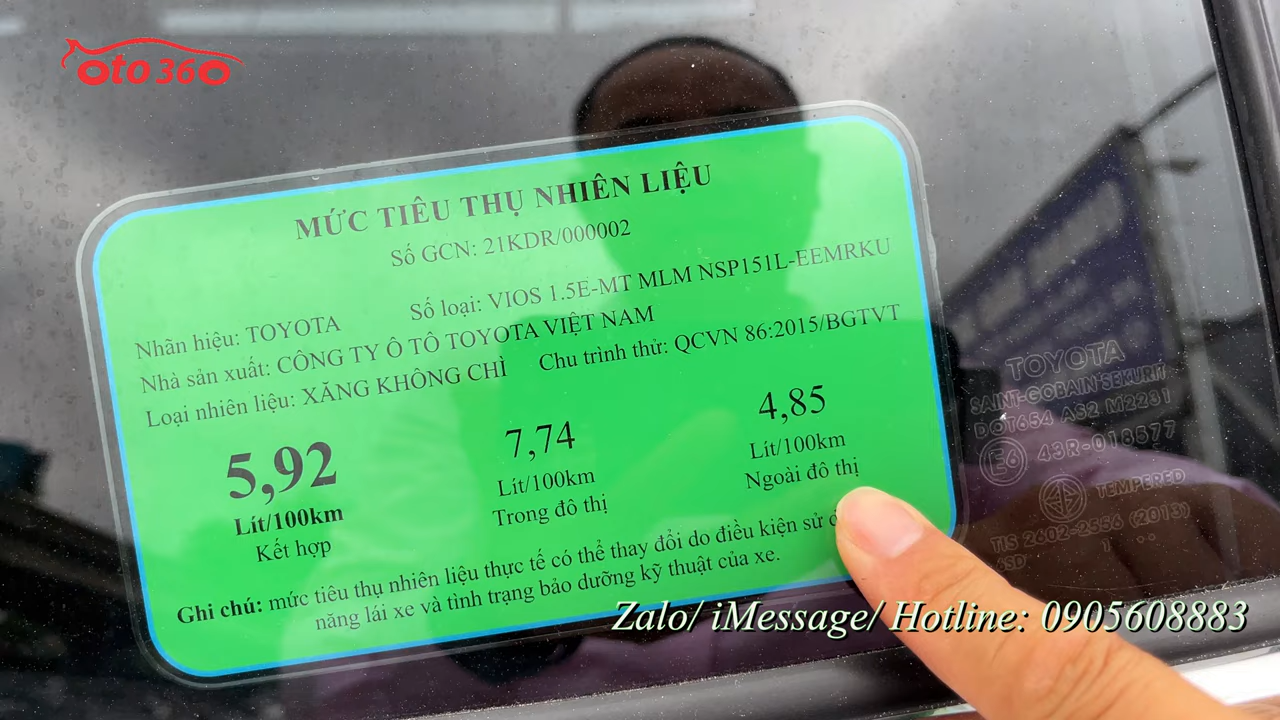 oto360
MỨC TIÊU THỤ NHIÊN LIỆU
Số GCN: 21KDR/000002
Nhãn hiệu: TOYOTA Số loại: VIOS 1.5E-MT MLM NSP151L-EEMRKU
Nhà sản xuất: CÔNG TY Ô TÔ TOYOTA VIỆT NAM
Loại nhiên liệu: XĂNG KHÔNG CHÌ Chu trình thử: QCVN 86:2015/BGTVT
5,92 7,74 4,85
Lít/100km Lít/100km Lít/100km
Kết hợp Trong đô thị Ngoài đô thị
Ghi chú: mức tiêu thụ nhiên liệu thực tế có thể thay đổi do điều kiện sử
năng lái xe và tình trạng bảo dưỡng kỹ thuật của xe.
TOYOTA
SAINT-GOBAIN SEKURIT
DOT654 AS2 M2231
E6 43R-018577
TEMPERED
TIS 2602-2556 (2013)
Zalo/ iMessage/ Hotline: 0905608883